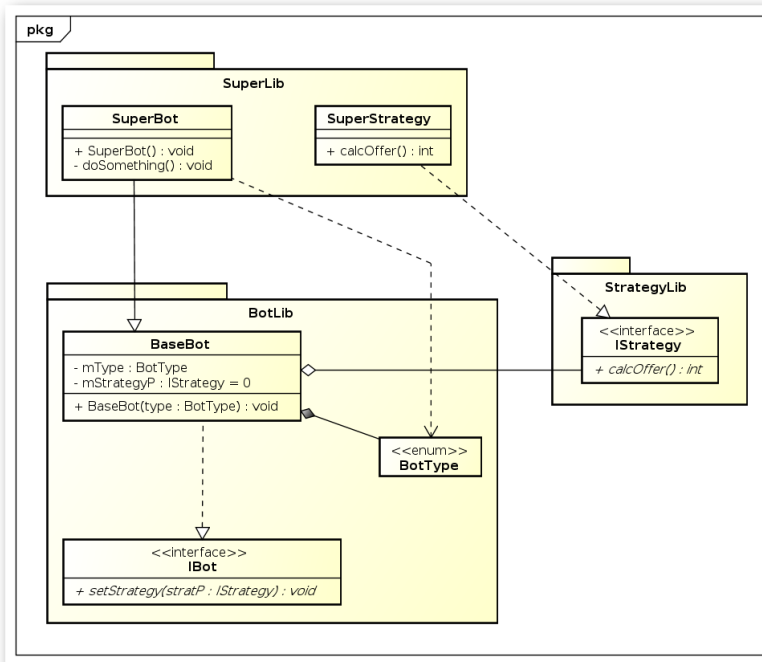 pkg
SuperLib
SuperBot
+ SuperBot() : void
- doSomething() : void
SuperStrategy
+ calcOffer() : int
StrategyLib
<<interface>>
IStrategy
+ calcOffer() : int
BotLib
BaseBot
- mType : BotType
- mStrategyP : IStrategy = 0
+ BaseBot(type : BotType) : void
<<enum>>
BotType
<<interface>>
IBot
+ setStrategy(stratP : IStrategy) : void